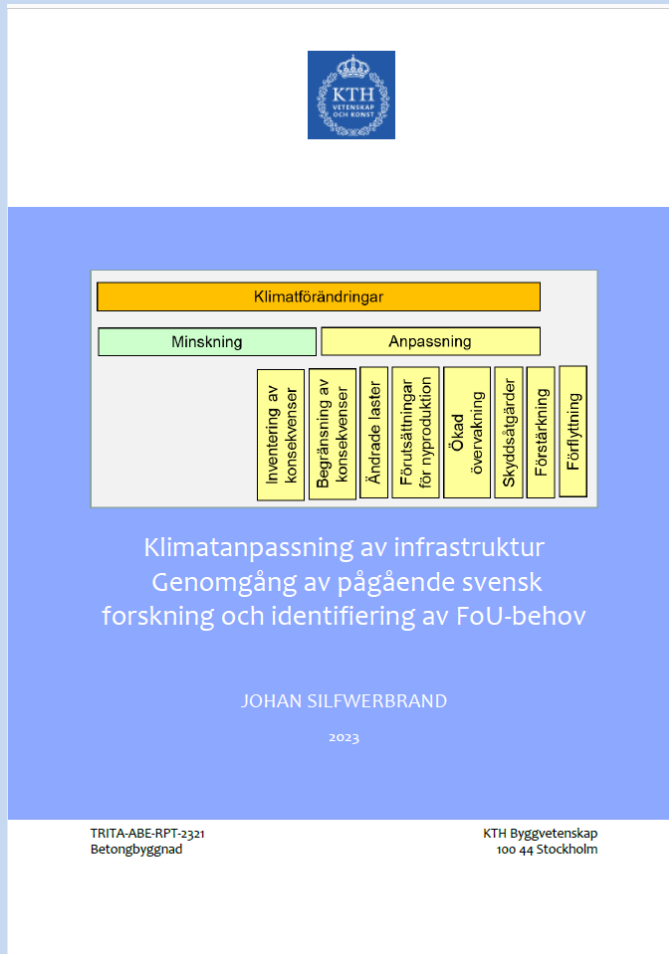 KTH
VETENSKAP
OCH KONST
Klimatförändringar
Minskning
Anpassning
Inventering av
konsekvenser
Begränsning av
konsekvenser
Ändrade laster
Förutsättningar
för nyproduktion
Ökad
övervakning
Skyddsåtgärder
Förstärkning
Förflyttning
Klimatanpassning av infrastruktur
Genomgång av pågående svensk
forskning och identifiering av FoU-behov
JOHAN SILFWERBRAND
2023
TRITA-ABE-RPT-2321
Betongbyggnad
KTH Byggvetenskap
100 44 Stockholm